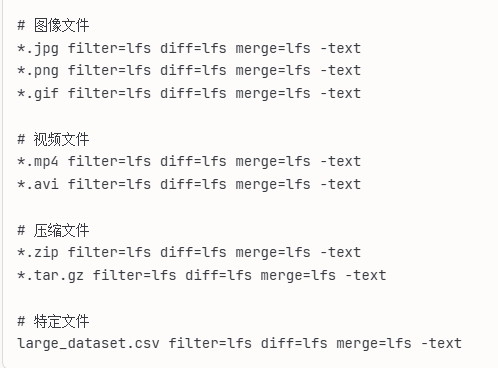 # 图像文件
*.jpg filter=lfs diff=lfs merge=lfs -text
*.png filter=lfs diff=lfs merge=lfs -text
*.gif filter=lfs diff=lfs merge=lfs -text
# 视频文件
*.mp4 filter=lfs diff=lfs merge=lfs -text
*.avi filter=lfs diff=lfs merge=lfs -text
# 压缩文件
*.zip filter=lfs diff=lfs merge=lfs -text
*.tar.gz filter=lfs diff=lfs merge=lfs -text
# 特定文件
large_dataset.csv filter=lfs diff=lfs merge=lfs -text